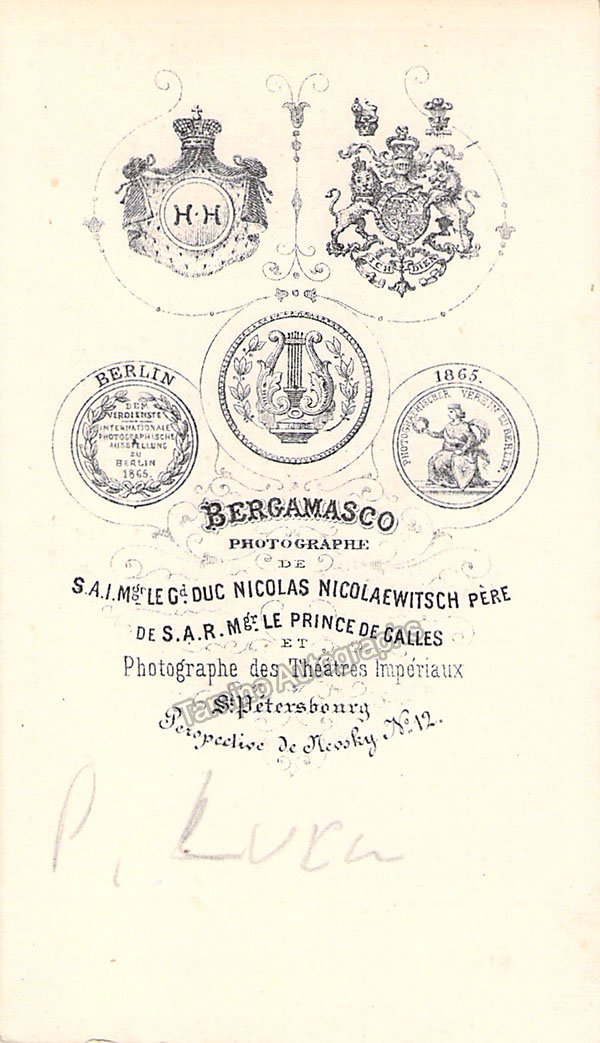 H·H
ICH DIEN
BERLIN
DEM
VERDIENSTE
INTERNATIONALE
PHOTOGRAPHISCHE
AUSSTELLUNG
ZU
BERLIN
1865.
1865.
PHOTOGRAPHISCHER VEREIN Z. BERLIN.
BERGAMASCO
PHOTOGRAPHE
DE
S.A.I.Mgr LE Gd DUC NICOLAS NICOLAEWITSCH PÈRE
DE S.A.R. Mgr. LE PRINCE DE GALLES
ET
Photographe des Théâtres Impériaux
St Petersbourg
Perspective de Nevsky No. 12.
Tamino Autographs
P.